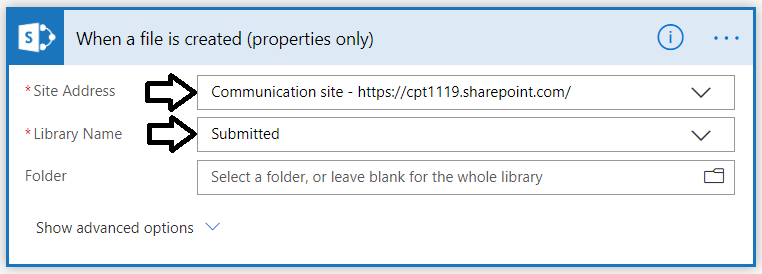 When a file is created (properties only)
* Site Address
Communication site - https://cpt1119.sharepoint.com/
* Library Name
Submitted
Folder
Select a folder, or leave blank for the whole library
Show advanced options